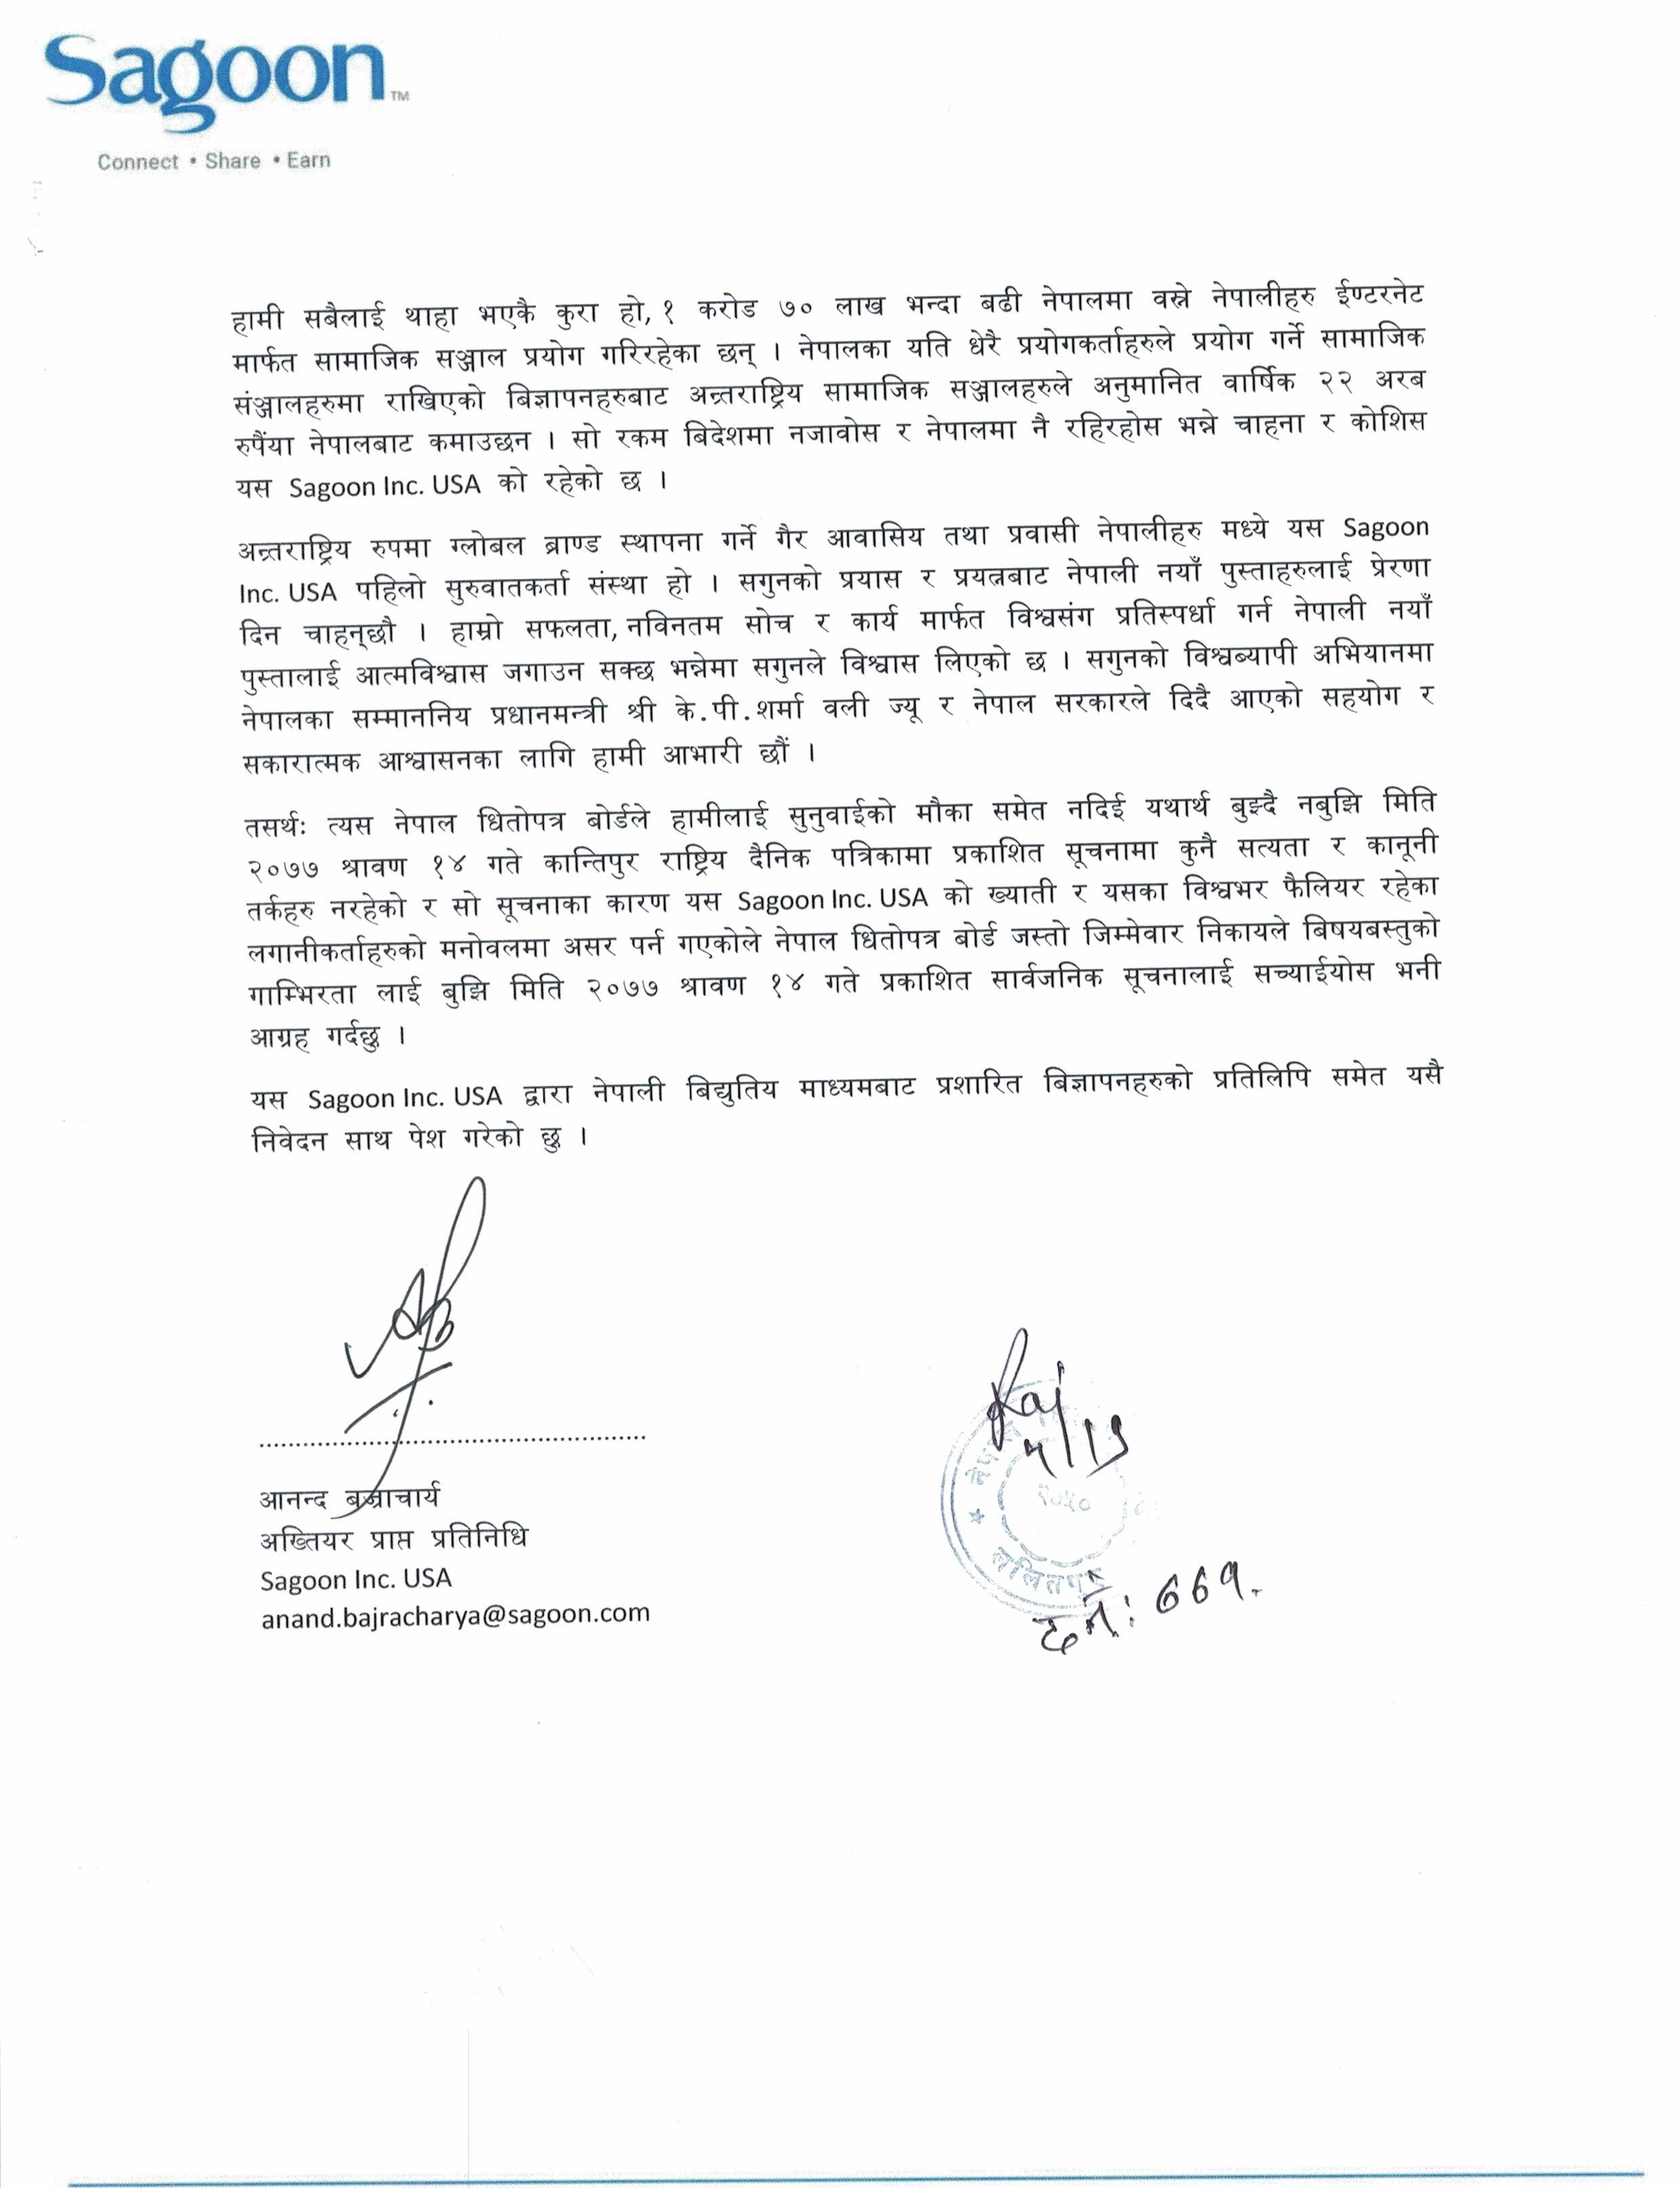 Sagoon TM
Connect • Share • Earn
हामी सबैलाई थाहा भएकै कुरा हो, १ करोड ७० लाख भन्दा बढी नेपालमा वस्ने नेपालीहरु ईण्टरनेट
मार्फत सामाजिक सञ्जाल प्रयोग गरिरहेका छन् । नेपालका यति धेरै प्रयोगकर्ताहरुले प्रयोग गर्ने सामाजिक
संञ्जालहरुमा राखिएको बिज्ञापनहरुबाट अन्र्तराष्ट्रिय सामाजिक सञ्जालहरुले अनुमानित वार्षिक २२ अरब
रुपैंया नेपालबाट कमाउछन । सो रकम बिदेशमा नजावोस र नेपालमा नै रहिरहोस भन्ने चाहना र कोशिस
यस Sagoon Inc. USA को रहेको छ ।
अन्र्तराष्ट्रिय रुपमा ग्लोबल ब्राण्ड स्थापना गर्ने गैर आवासिय तथा प्रवासी नेपालीहरु मध्ये यस Sagoon
Inc. USA पहिलो सुरुवातकर्ता संस्था हो । सगुनको प्रयास र प्रयत्नबाट नेपाली नयाँ पुस्ताहरुलाई प्रेरणा
दिन चाहन्छौ । हाम्रो सफलता, नविनतम सोच र कार्य मार्फत विश्वसंग प्रतिस्पर्धा गर्न नेपाली नयाँ
पुस्तालाई आत्मविश्वास जगाउन सक्छ भन्नेमा सगुनले विश्वास लिएको छ । सगुनको विश्वब्यापी अभियानमा
नेपालका सम्माननिय प्रधानमन्त्री श्री के.पी.शर्मा वली ज्यू र नेपाल सरकारले दिदै आएको सहयोग र
सकारात्मक आश्वासनका लागि हामी आभारी छौं ।
तसर्थः त्यस नेपाल धितोपत्र बोर्डले हामीलाई सुनुवाईको मौका समेत नदिई यथार्थ बुझ्दै नबुझि मिति
२०७७ श्रावण १४ गते कान्तिपुर राष्ट्रिय दैनिक पत्रिकामा प्रकाशित सूचनामा कुनै सत्यता र कानूनी
तर्कहरु नरहेको र सो सूचनाका कारण यस Sagoon Inc. USA को ख्याती र यसका विश्वभर फैलियर रहेका
लगानीकर्ताहरुको मनोवलमा असर पर्न गएकोले नेपाल धितोपत्र बोर्ड जस्तो जिम्मेवार निकायले बिषयबस्तुको
गाम्भिरता लाई बुझि मिति २०७७ श्रावण १४ गते प्रकाशित सार्वजनिक सूचनालाई सच्याईयोस भनी
आग्रह गर्दछु ।
यस Sagoon Inc. USA द्वारा नेपाली बिद्युतिय माध्यमबाट प्रशारित बिज्ञापनहरुको प्रतिलिपि समेत यसै
निवेदन साथ पेश गरेको छु ।
आनन्द बज्राचार्य
अख्तियर प्राप्त प्रतिनिधि
Sagoon Inc. USA
anand.bajracharya@sagoon.com
ललितपुर